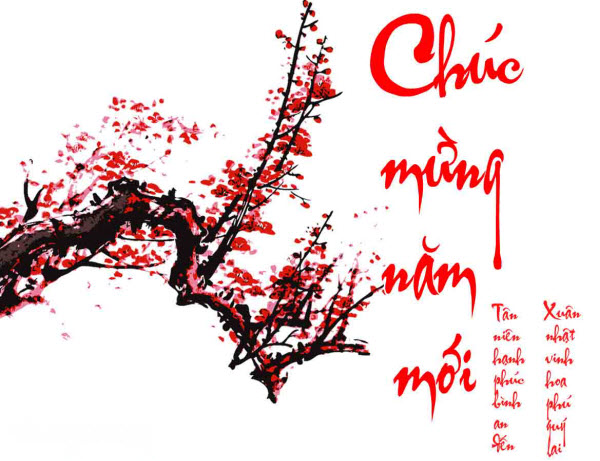 Chúc
mừng
năm
mới
Tân
niên
hạnh
phúc
bình
an
đến
Xuân
nhật
vinh
hoa
phú
quý
lai